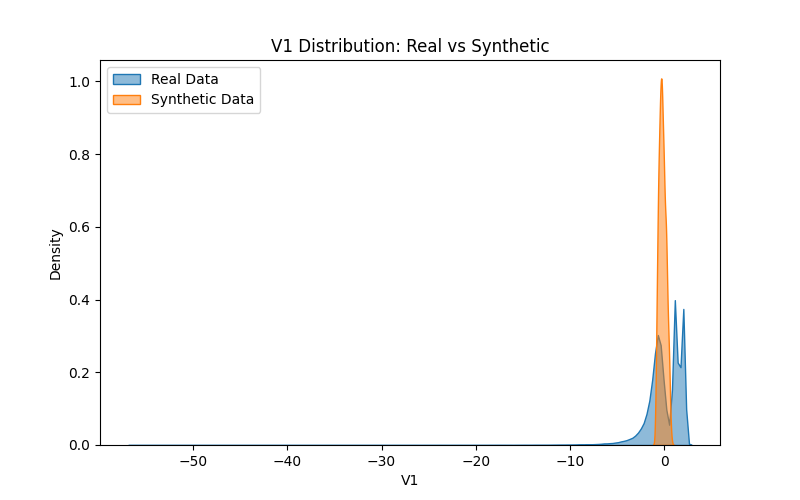 V1 Distribution: Real vs Synthetic
Real Data
Synthetic Data
1.0
0.8
0.6
0.4
0.2
0.0
Density
−50
−40
−30
−20
−10
0
V1